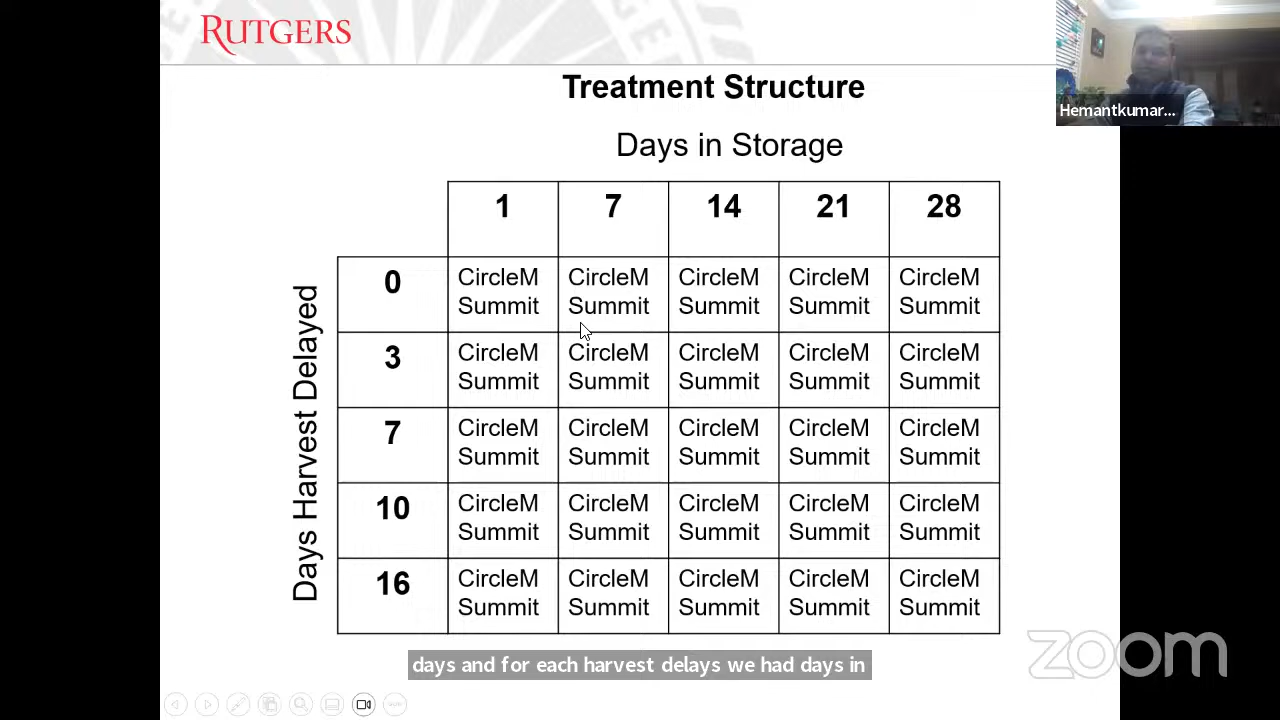 RUTGERS
Hemantkumar...
Treatment Structure
Days in Storage
1 7 14 21 28
Days Harvest Delayed
0 CircleM CircleM CircleM CircleM CircleM
Summit Summit Summit Summit Summit
3 CircleM CircleM CircleM CircleM CircleM
Summit Summit Summit Summit Summit
7 CircleM CircleM CircleM CircleM CircleM
Summit Summit Summit Summit Summit
10 CircleM CircleM CircleM CircleM CircleM
Summit Summit Summit Summit Summit
16 CircleM CircleM CircleM CircleM CircleM
Summit Summit Summit Summit Summit
days and for each harvest delays we had days in
zoom